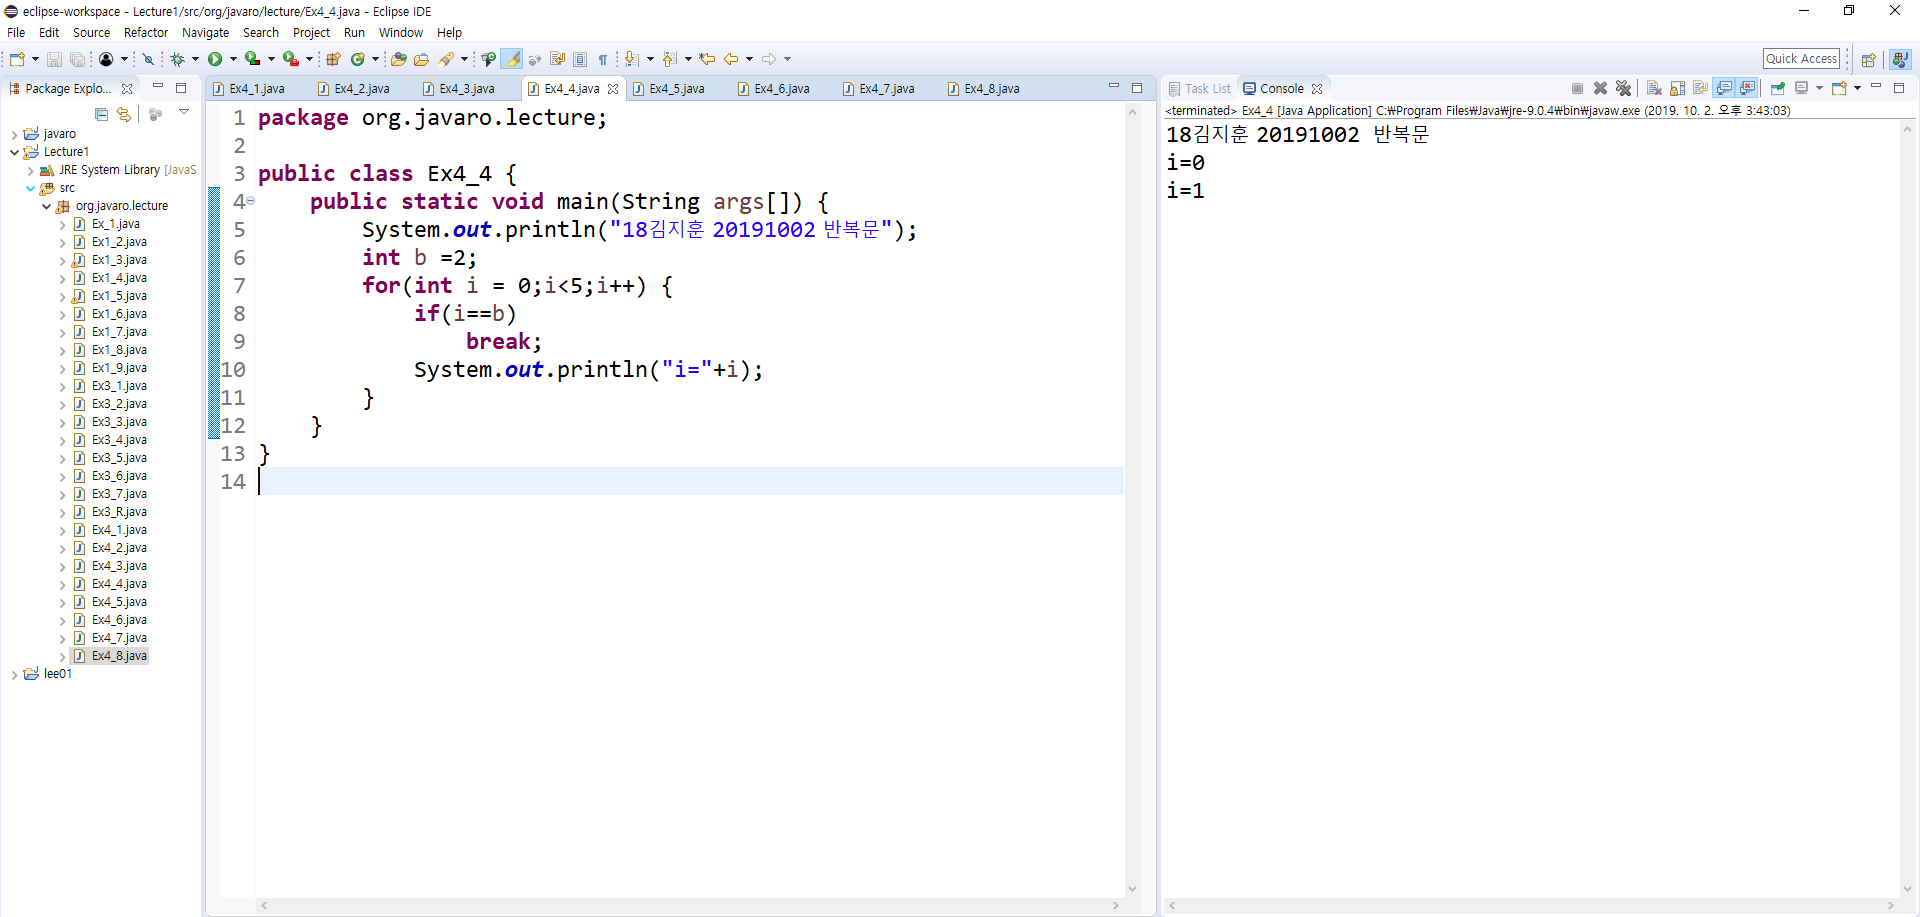 eclipse-workspace - Lecture1/src/org/javaro/lecture/Ex4_4.java - Eclipse IDE
File Edit Source Refactor Navigate Search Project Run Window Help
Quick Access
Package Explo...
javaro
Lecture1
JRE System Library [JavaS
src
org.javaro.lecture
Ex_1.java
Ex1_2.java
Ex1_3.java
Ex1_4.java
Ex1_5.java
Ex1_6.java
Ex1_7.java
Ex1_8.java
Ex1_9.java
Ex3_1.java
Ex3_2.java
Ex3_3.java
Ex3_4.java
Ex3_5.java
Ex3_6.java
Ex3_7.java
Ex3_R.java
Ex4_1.java
Ex4_2.java
Ex4_3.java
Ex4_4.java
Ex4_5.java
Ex4_6.java
Ex4_7.java
Ex4_8.java
lee01
Ex4_1.java Ex4_2.java Ex4_3.java Ex4_4.java Ex4_5.java Ex4_6.java Ex4_7.java Ex4_8.java
1 package org.javaro.lecture;
2
3 public class Ex4_4 {
4 public static void main(String args[]) {
5 System.out.println("18김지훈 20191002 반복문");
6 int b =2;
7 for(int i = 0;i<5;i++) {
8 if(i==b)
9 break;
10 System.out.println("i="+i);
11 }
12 }
13 }
14
Task List Console
<terminated> Ex4_4 [Java Application] C:₩Program Files₩Java₩jre-9.0.4₩bin₩javaw.exe (2019. 10. 2. 오후 3:43:03)
18김지훈 20191002 반복문
i=0
i=1